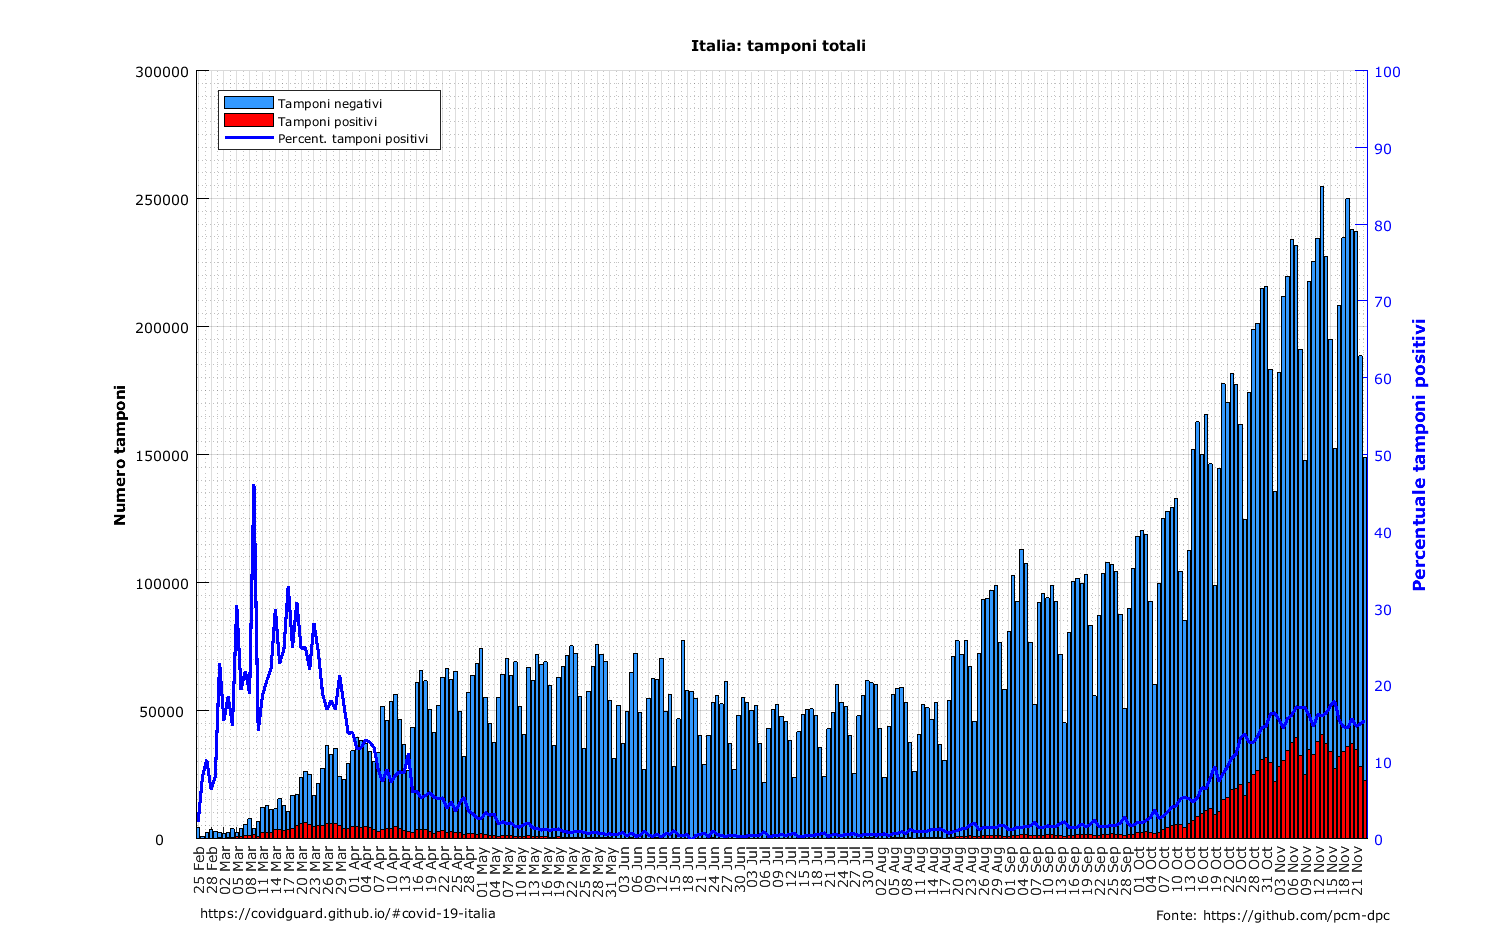 Italia: tamponi totali
300000
250000
200000
150000
100000
50000
0
Numero tamponi
Tamponi negativi
Tamponi positivi
Percent. tamponi positivi
100
90
80
70
60
50
40
30
20
10
0
Percentuale tamponi positivi
25 Feb
28 Feb
02 Mar
05 Mar
08 Mar
11 Mar
14 Mar
17 Mar
20 Mar
23 Mar
26 Mar
29 Mar
01 Apr
04 Apr
07 Apr
10 Apr
13 Apr
16 Apr
19 Apr
22 Apr
25 Apr
28 Apr
01 May
04 May
07 May
10 May
13 May
16 May
19 May
22 May
25 May
28 May
31 May
03 Jun
06 Jun
09 Jun
12 Jun
15 Jun
18 Jun
21 Jun
24 Jun
27 Jun
30 Jun
03 Jul
06 Jul
09 Jul
12 Jul
15 Jul
18 Jul
21 Jul
24 Jul
27 Jul
30 Jul
02 Aug
05 Aug
08 Aug
11 Aug
14 Aug
17 Aug
20 Aug
23 Aug
26 Aug
29 Aug
01 Sep
04 Sep
07 Sep
10 Sep
13 Sep
16 Sep
19 Sep
22 Sep
25 Sep
28 Sep
01 Oct
04 Oct
07 Oct
10 Oct
13 Oct
16 Oct
19 Oct
22 Oct
25 Oct
28 Oct
31 Oct
03 Nov
06 Nov
09 Nov
12 Nov
15 Nov
18 Nov
21 Nov
https://covidguard.github.io/#covid-19-italia
Fonte: https://github.com/pcm-dpc